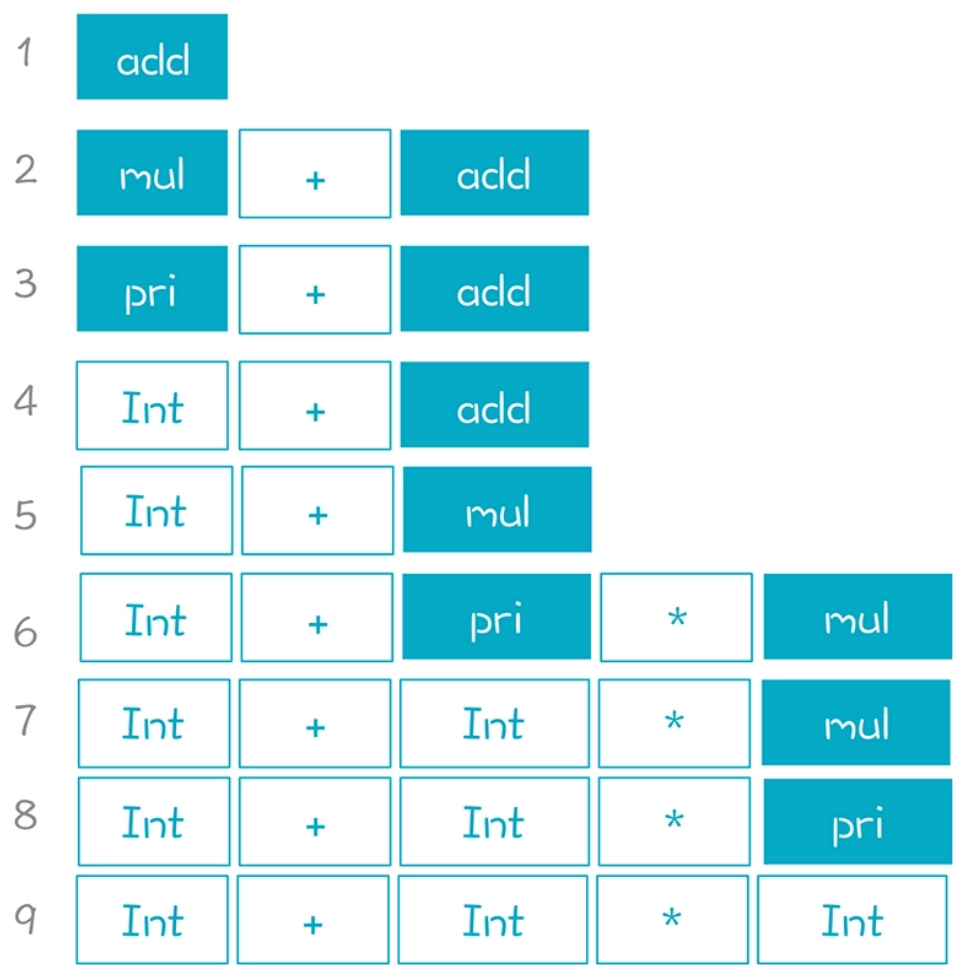 1 add
2 mul + add
3 pri + add
4 Int + add
5 Int + mul
6 Int + pri * mul
7 Int + Int * mul
8 Int + Int * pri
9 Int + Int * Int